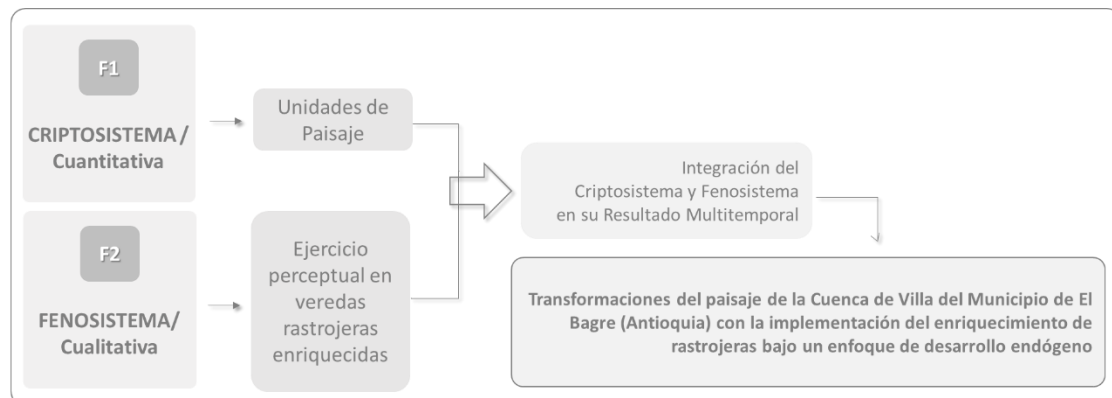 F1
CRIPTOSISTEMA /
Cuantitativa
Unidades de
Paisaje
F2
FENOSISTEMA/
Cualitativa
Ejercicio
perceptual en
veredas
rastrojeras
enriquecidas
Integración del
Criptosistema y Fenosistema
en su Resultado Multitemporal
Transformaciones del paisaje de la Cuenca de Villa del Municipio de El
Bagre (Antioquia) con la implementación del enriquecimiento de
rastrojeras bajo un enfoque de desarrollo endógeno